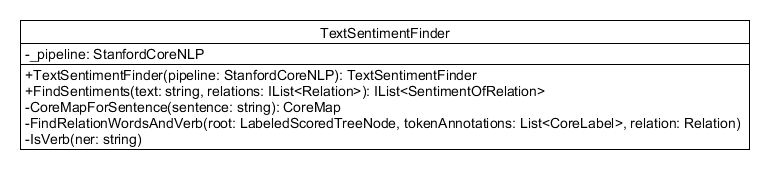 TextSentimentFinder
-_pipeline: StanfordCoreNLP
+TextSentimentFinder(pipeline: StanfordCoreNLP): TextSentimentFinder
+FindSentiments(text: string, relations: IList<Relation>): IList<SentimentOfRelation>
-CoreMapForSentence(sentence: string): CoreMap
-FindRelationWordsAndVerb(root: LabeledScoredTreeNode, tokenAnnotations: List<CoreLabel>, relation: Relation)
-IsVerb(ner: string)